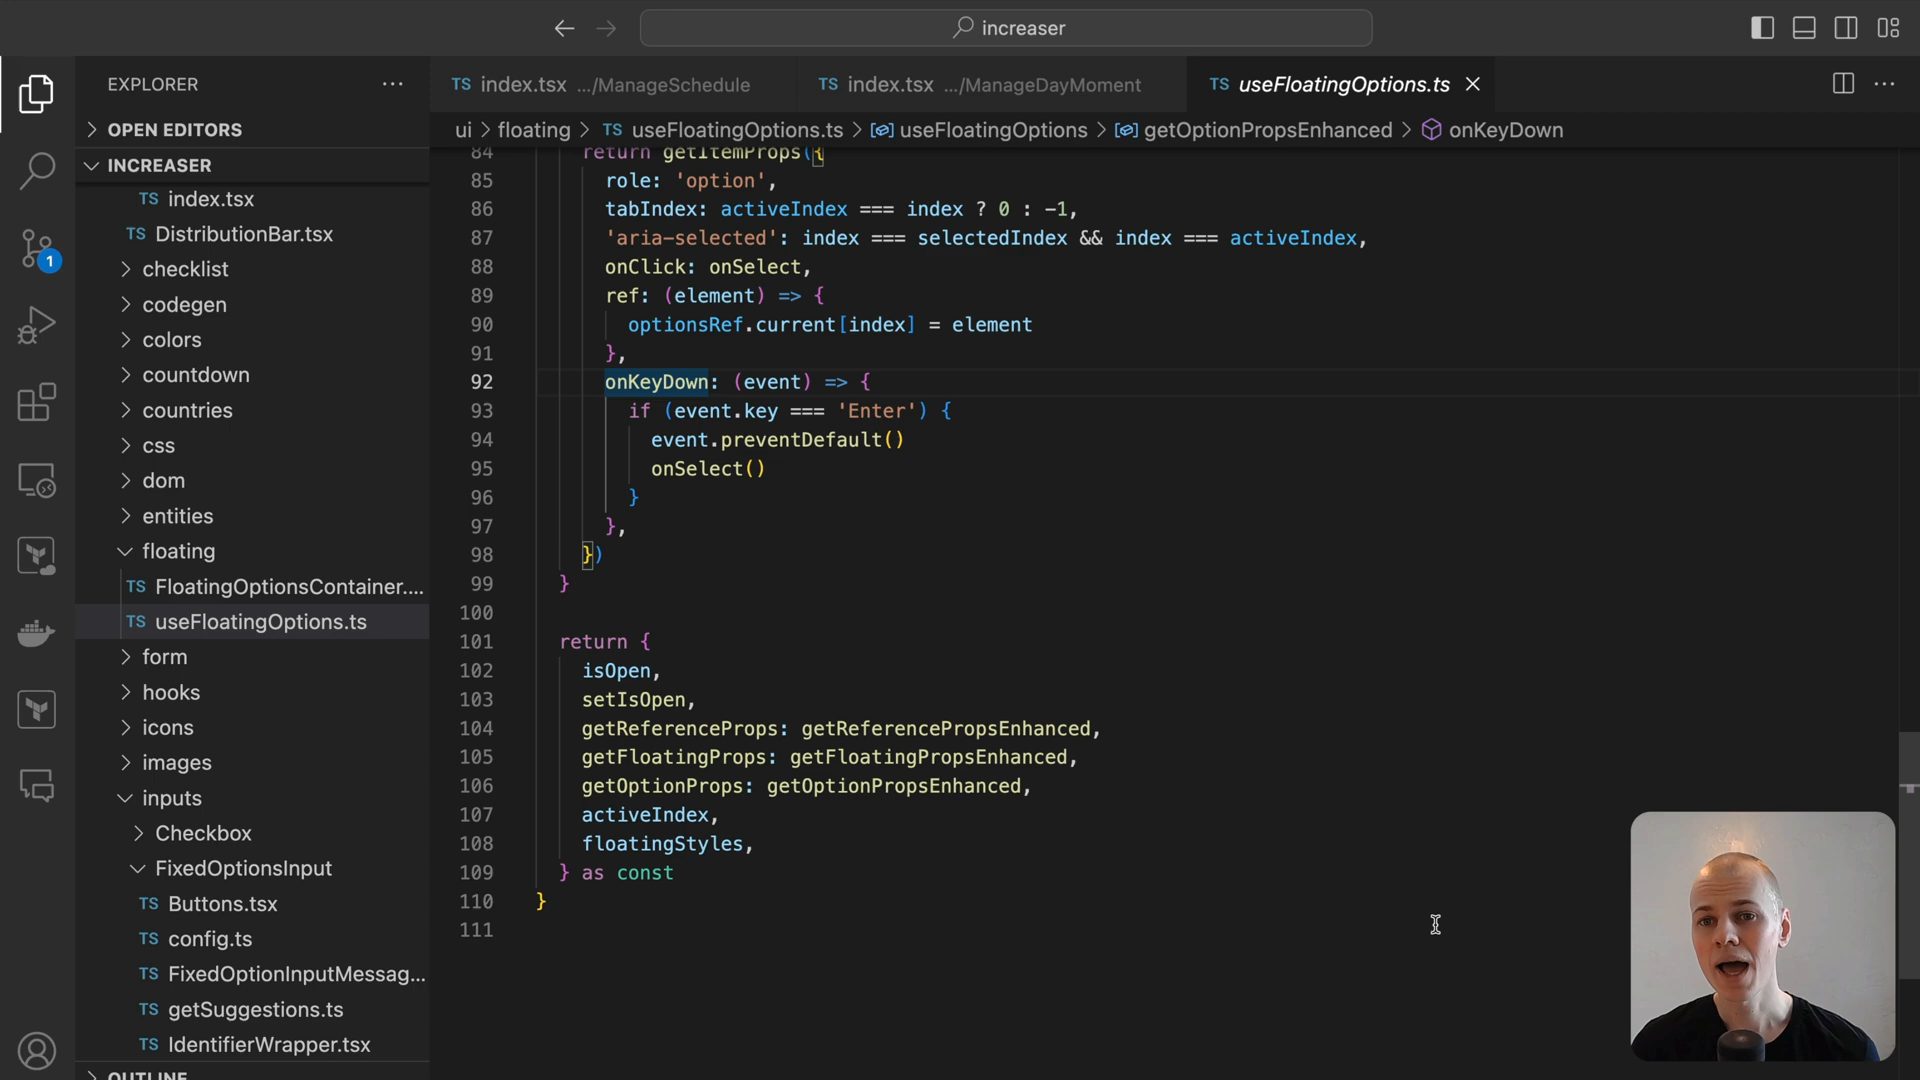 increaser
EXPLORER
OPEN EDITORS
INCREASER
TS index.tsx
TS DistributionBar.tsx
checklist
codegen
colors
countdown
countries
css
dom
entities
floating
TS FloatingOptionsContainer....
TS useFloatingOptions.ts
form
hooks
icons
images
inputs
Checkbox
FixedOptionsInput
TS Buttons.tsx
TS config.ts
TS FixedOptionInputMessag...
TS getSuggestions.ts
TS IdentifierWrapper.tsx
OUTLINE
1
TS index.tsx .../ManageSchedule
TS index.tsx .../ManageDayMoment
TS useFloatingOptions.ts
ui > floating > TS useFloatingOptions.ts > useFloatingOptions > getOptionPropsEnhanced > onKeyDown
84 return getItemProps({
85 role: 'option',
86 tabIndex: activeIndex === index ? 0 : -1,
87 'aria-selected': index === selectedIndex && index === activeIndex,
88 onClick: onSelect,
89 ref: (element) => {
90 optionsRef.current[index] = element
91 },
92 onKeyDown: (event) => {
93 if (event.key === 'Enter') {
94 event.preventDefault()
95 onSelect()
96 }
97 },
98 })
99 }
100
101 return {
102 isOpen,
103 setIsOpen,
104 getReferenceProps: getReferencePropsEnhanced,
105 getFloatingProps: getFloatingPropsEnhanced,
106 getOptionProps: getOptionPropsEnhanced,
107 activeIndex,
108 floatingStyles,
109 } as const
110 }
111